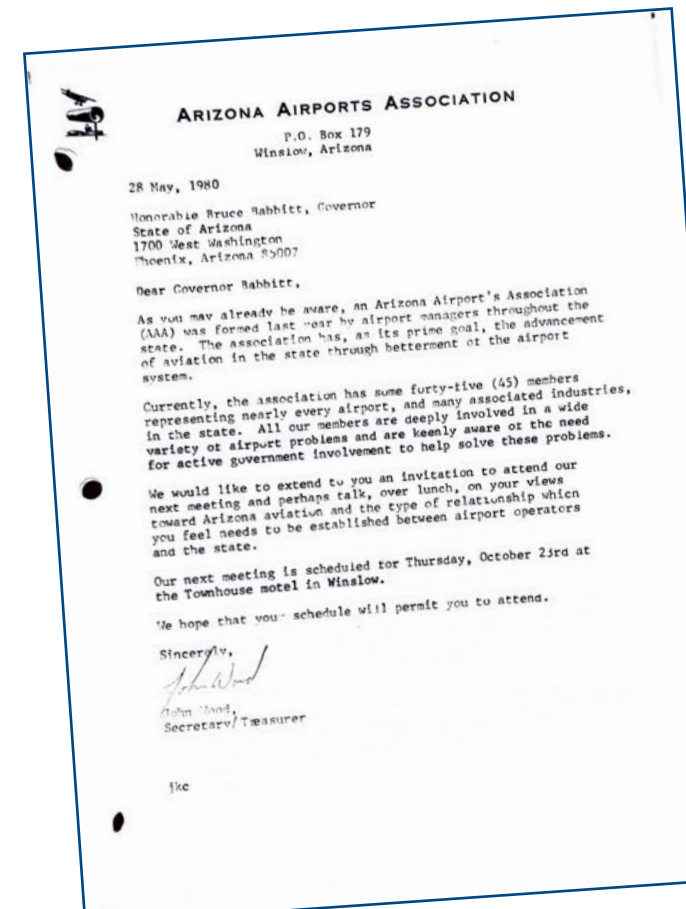 ARIZONA AIRPORTS ASSOCIATION
P.O. Box 179
Winslow, Arizona
28 May, 1980
Honorable Bruce Babbitt, Governor
State of Arizona
1700 West Washington
Phoenix, Arizona 85007
Dear Governor Babbitt,
As you may already be aware, an Arizona Airport's Association
(AAA) was formed last year by airport managers throughout the
state. The association has, as its prime goal, the advancement
of aviation in the state through betterment of the airport
system.
Currently, the association has some forty-five (45) members
representing nearly every airport, and many associated industries,
in the state. All our members are deeply involved in a wide
variety of airport problems and are keenly aware of the need
for active government involvement to help solve these problems.
We would like to extend to you an invitation to attend our
next meeting and perhaps talk, over lunch, on your views
toward Arizona aviation and the type of relationship which
you feel needs to be established between airport operators
and the state.
Our next meeting is scheduled for Thursday, October 23rd at
the Townhouse motel in Winslow.
We hope that your schedule will permit you to attend.
Sincerely,
John Wood
John Wood,
Secretary/Treasurer
jkc